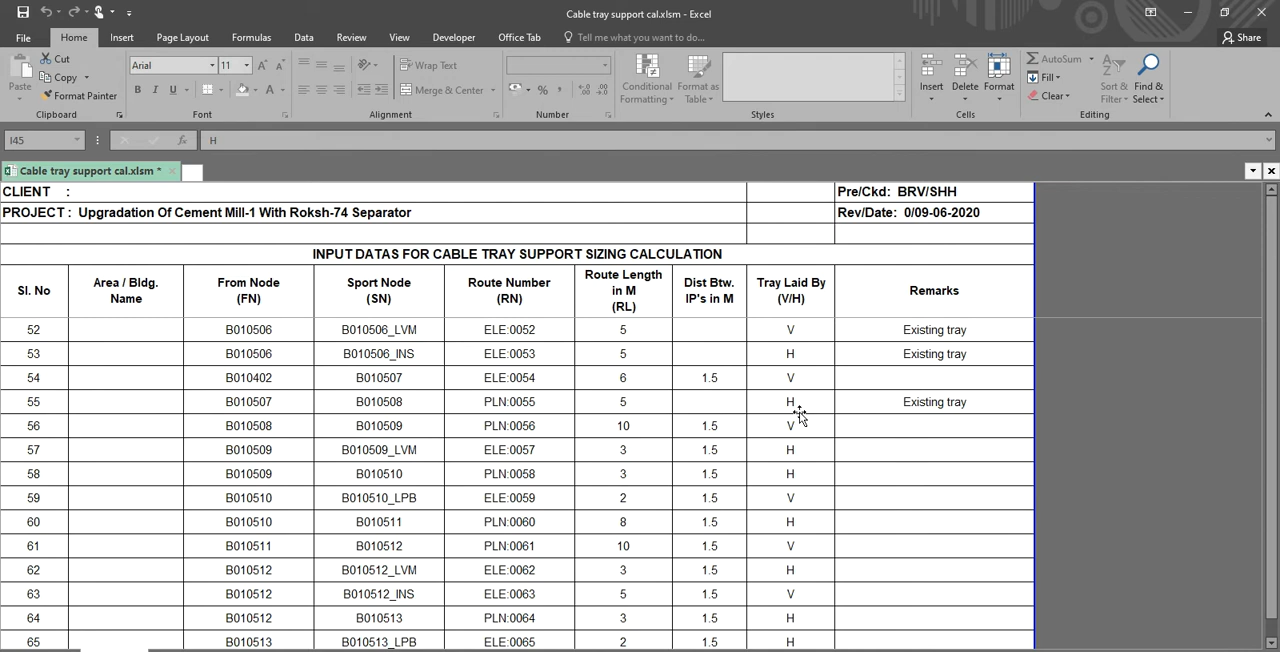 Cable tray support cal.xlsm - Excel
File Home Insert Page Layout Formulas Data Review View Developer Office Tab Tell me what you want to do... Share
Paste Cut Copy Format Painter Clipboard
Arial 11 B I U A Font
Wrap Text Merge & Center Alignment
% , Number
Conditional Formatting Format as Table Styles
Insert Delete Format Cells
AutoSum Fill Clear Sort & Filter Find & Select Editing
I45 fx H
Cable tray support cal.xlsm *
CLIENT : Pre/Ckd: BRV/SHH
PROJECT : Upgradation Of Cement Mill-1 With Roksh-74 Separator Rev/Date: 0/09-06-2020
INPUT DATAS FOR CABLE TRAY SUPPORT SIZING CALCULATION
Sl. No Area / Bldg. Name From Node (FN) Sport Node (SN) Route Number (RN) Route Length in M (RL) Dist Btw. IP's in M Tray Laid By (V/H) Remarks
52 B010506 B010506_LVM ELE:0052 5 V Existing tray
53 B010506 B010506_INS ELE:0053 5 H Existing tray
54 B010402 B010507 ELE:0054 6 1.5 V
55 B010507 B010508 PLN:0055 5 H Existing tray
56 B010508 B010509 PLN:0056 10 1.5 V
57 B010509 B010509_LVM ELE:0057 3 1.5 H
58 B010509 B010510 PLN:0058 3 1.5 H
59 B010510 B010510_LPB ELE:0059 2 1.5 V
60 B010510 B010511 PLN:0060 8 1.5 H
61 B010511 B010512 PLN:0061 10 1.5 V
62 B010512 B010512_LVM ELE:0062 3 1.5 H
63 B010512 B010512_INS ELE:0063 5 1.5 V
64 B010512 B010513 PLN:0064 3 1.5 H
65 B010513 B010513_LPB ELE:0065 2 1.5 H